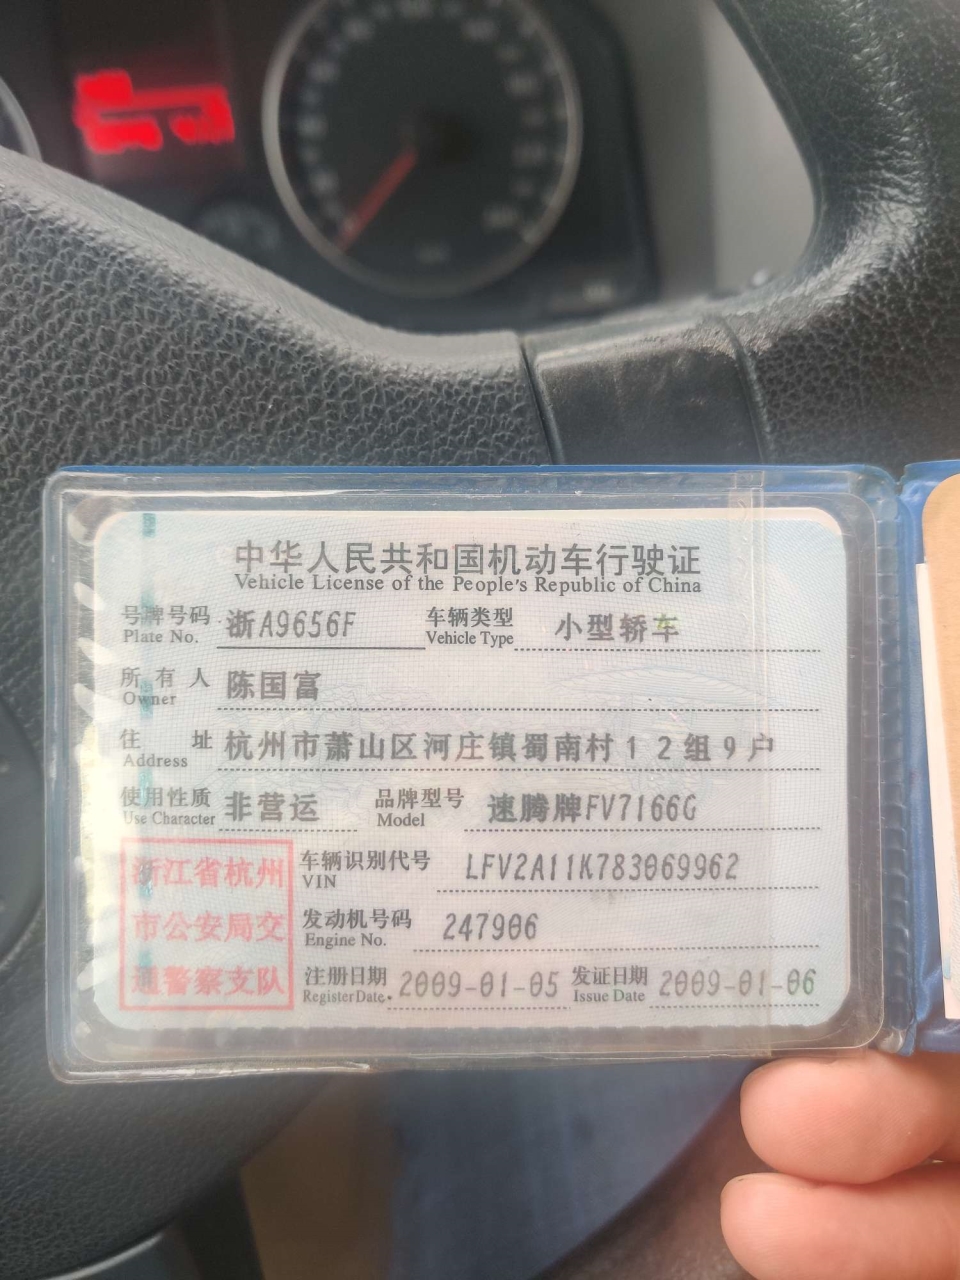 中华人民共和国机动车行驶证
Vehicle License of the People's Republic of China
号牌号码 浙A9656F 车辆类型 小型轿车
Plate No. Vehicle Type
所有人 陈国富
Owner
住址 杭州市萧山区河庄镇蜀南村12组9户
Address
使用性质 非营运 品牌型号 速腾牌FV7166G
Use Character Model
浙江省杭州
市公安局交
通警察支队
车辆识别代号 LFV2A11K783069962
VIN
发动机号码 247906
Engine No.
注册日期 2009-01-05 发证日期 2009-01-06
Register Date Issue Date